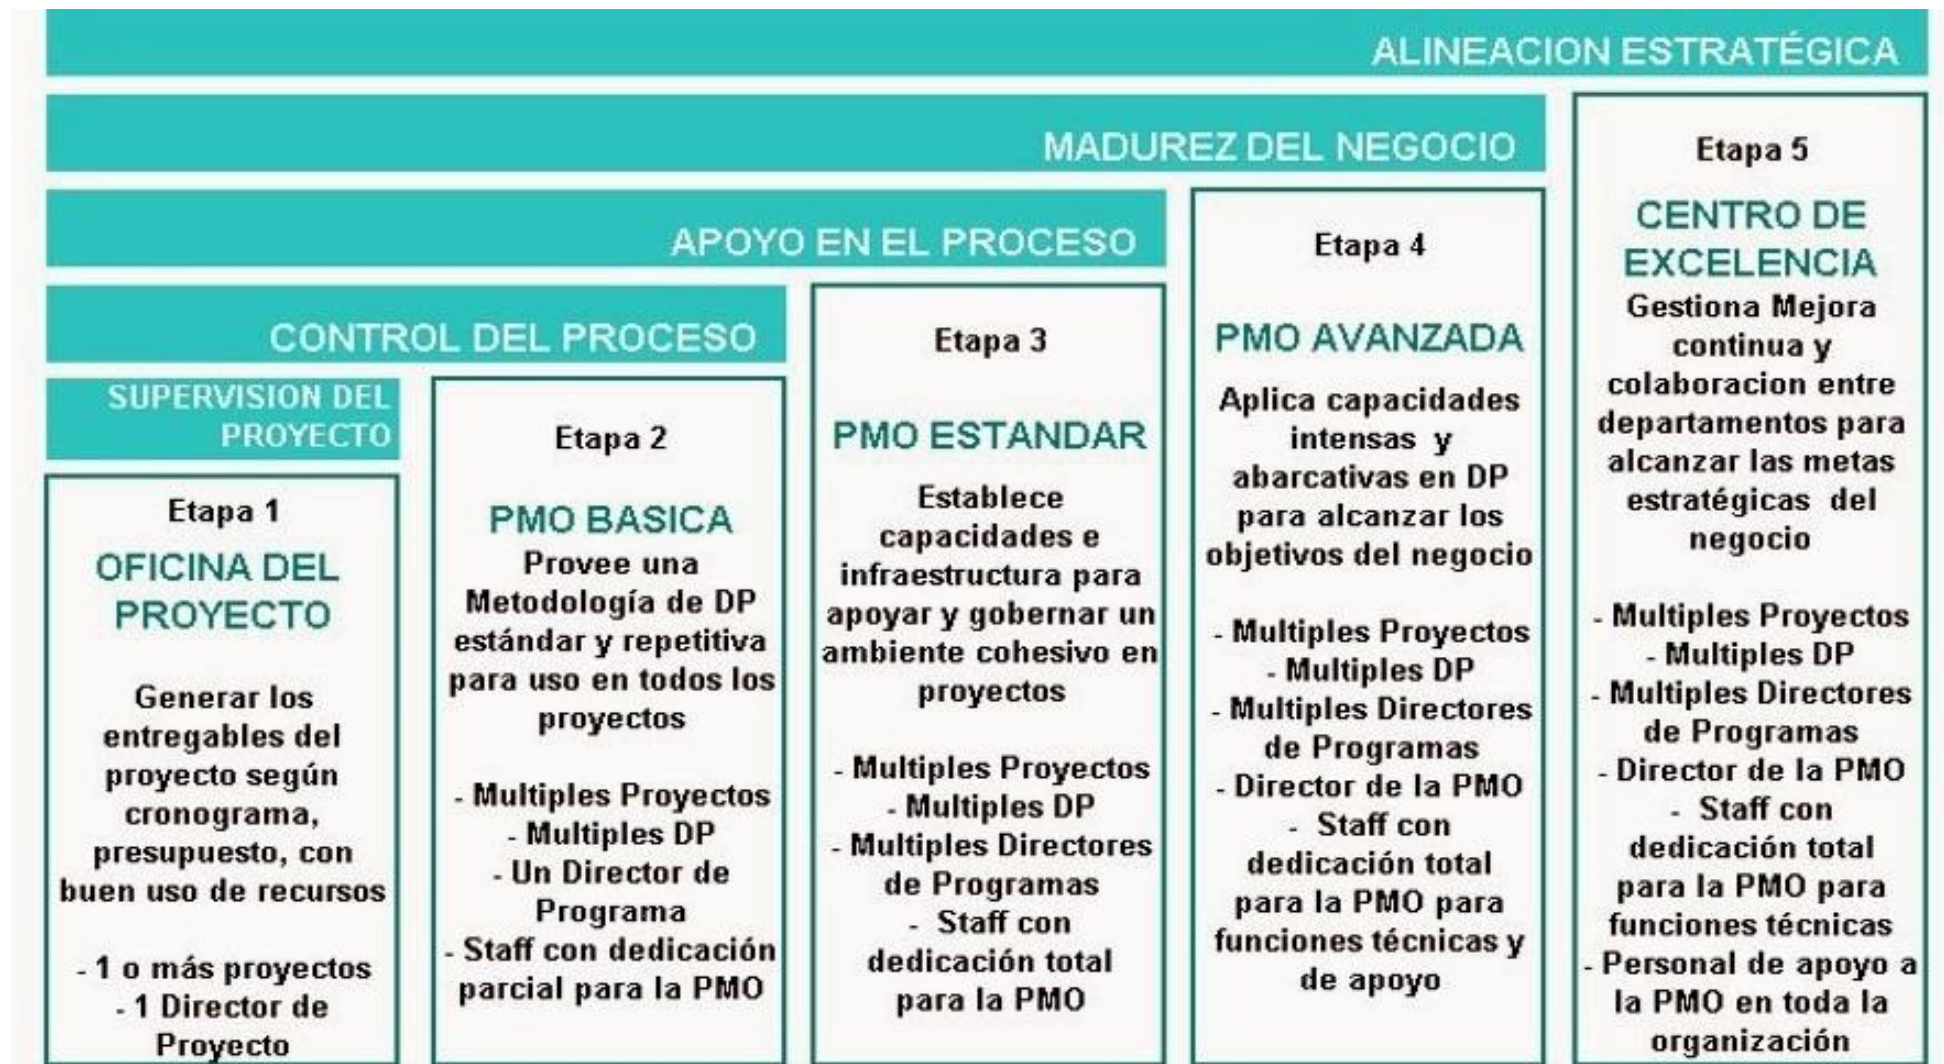 ALINEACION ESTRATÉGICA
MADUREZ DEL NEGOCIO
APOYO EN EL PROCESO
CONTROL DEL PROCESO
SUPERVISION DEL
PROYECTO
Etapa 1
OFICINA DEL
PROYECTO
Generar los
entregables del
proyecto según
cronograma,
presupuesto, con
buen uso de recursos
- 1 o más proyectos
- 1 Director de
Proyecto
Etapa 2
PMO BASICA
Provee una
Metodología de DP
estándar y repetitiva
para uso en todos los
proyectos
- Multiples Proyectos
- Multiples DP
- Un Director de
Programa
- Staff con dedicación
parcial para la PMO
Etapa 3
PMO ESTANDAR
Establece
capacidades e
infraestructura para
apoyar y gobernar un
ambiente cohesivo en
proyectos
- Multiples Proyectos
- Multiples DP
- Multiples Directores
de Programas
- Staff con
dedicación total
para la PMO
Etapa 4
PMO AVANZADA
Aplica capacidades
intensas y
abarcativas en DP
para alcanzar los
objetivos del negocio
- Multiples Proyectos
- Multiples DP
- Multiples Directores
de Programas
- Director de la PMO
- Staff con
dedicación total
para la PMO para
funciones técnicas y
de apoyo
Etapa 5
CENTRO DE
EXCELENCIA
Gestiona Mejora
continua y
colaboracion entre
departamentos para
alcanzar las metas
estratégicas del
negocio
- Multiples Proyectos
- Multiples DP
- Multiples Directores
de Programas
- Director de la PMO
- Staff con
dedicación total
para la PMO para
funciones técnicas
- Personal de apoyo a
la PMO en toda la
organización